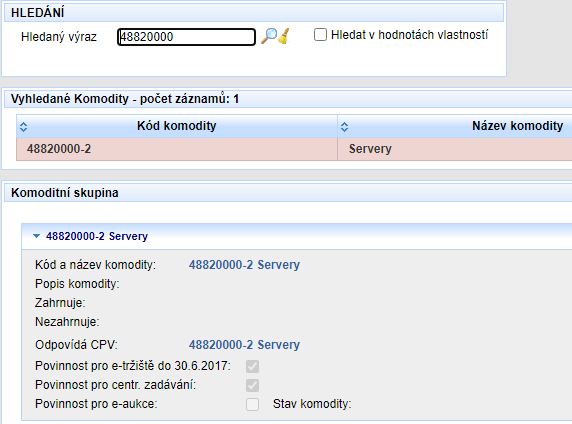 HLEDÁNÍ
Hledaný výraz 48820000 Hledat v hodnotách vlastností
Vyhledané Komodity - počet záznamů: 1
Kód komodity Název komodity
48820000-2 Servery
Komoditní skupina
48820000-2 Servery
Kód a název komodity: 48820000-2 Servery
Popis komodity:
Zahrnuje:
Nezahrnuje:
Odpovídá CPV: 48820000-2 Servery
Povinnost pro e-tržiště do 30.6.2017:
Povinnost pro centr. zadávání:
Povinnost pro e-aukce: Stav komodity: